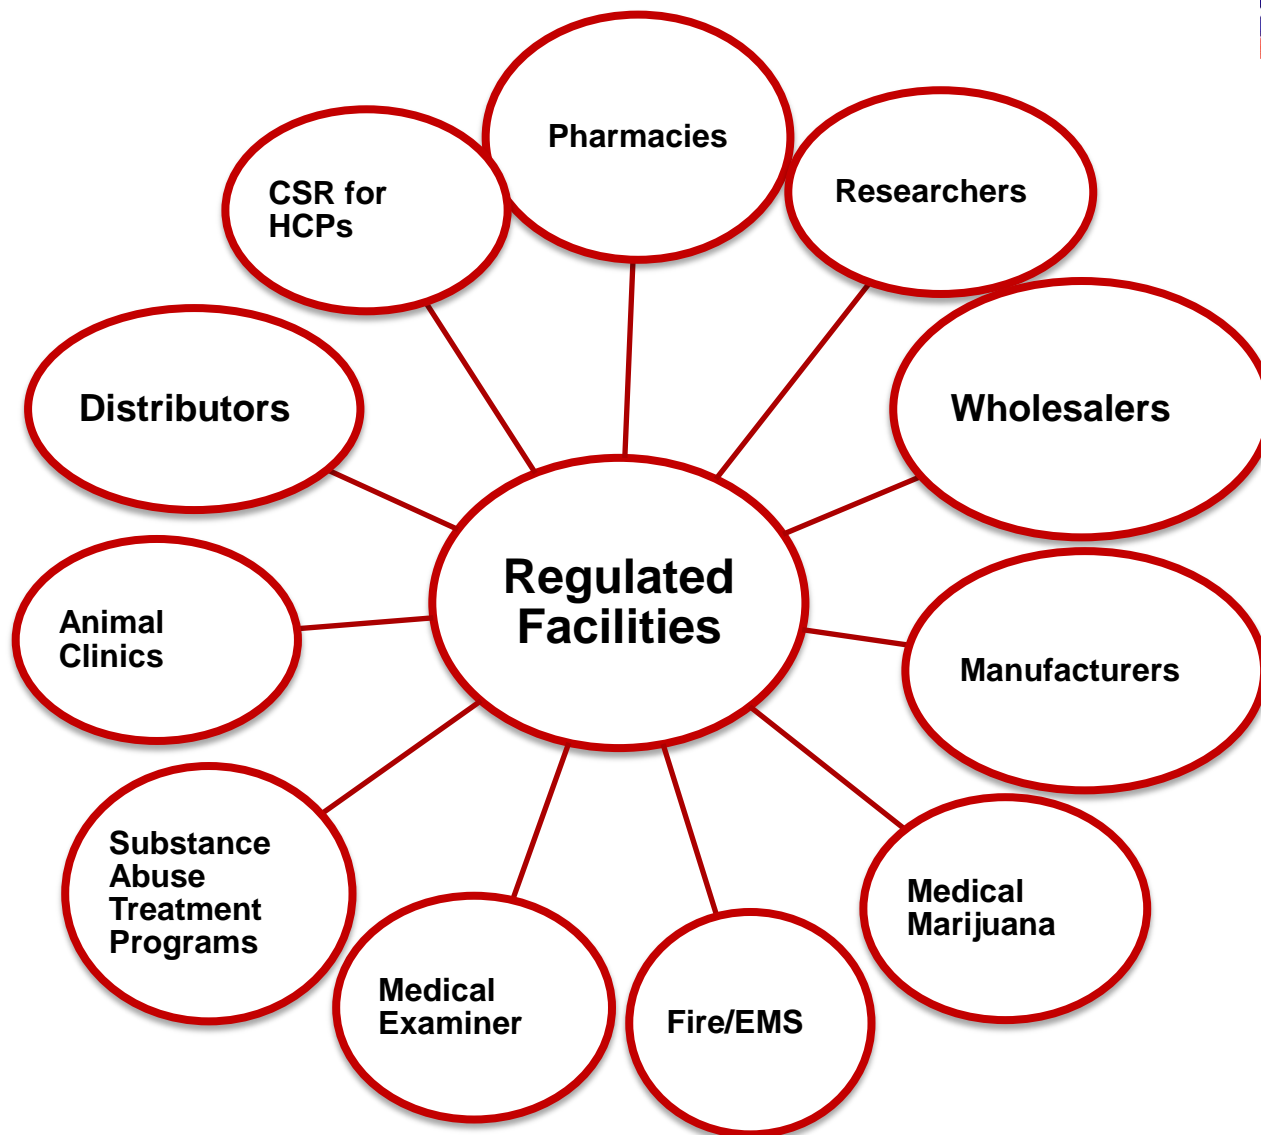 Pharmacies
CSR for
HCPs
Researchers
Distributors
Wholesalers
Regulated
Facilities
Animal
Clinics
Manufacturers
Substance
Abuse
Treatment
Programs
Medical
Marijuana
Medical
Examiner
Fire/EMS